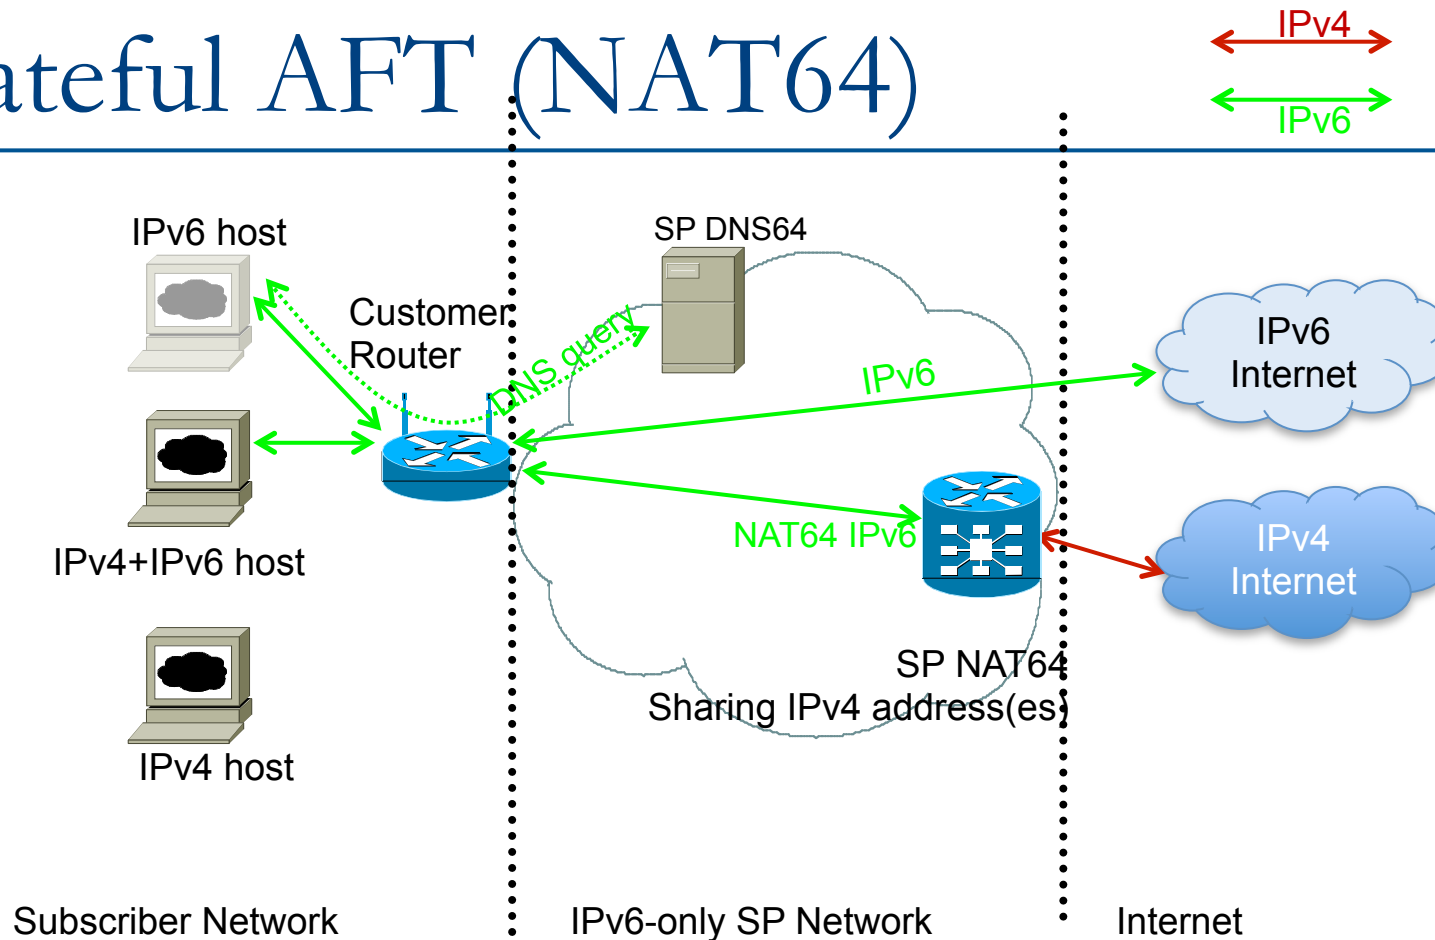 ateful AFT (NAT64)
IPv4
IPv6
IPv6 host
SP DNS64
Customer
Router
DNS query
IPv6
IPv6
Internet
NAT64 IPv6
IPv4
Internet
IPv4+IPv6 host
SP NAT64
Sharing IPv4 address(es)
IPv4 host
Subscriber Network
IPv6-only SP Network
Internet